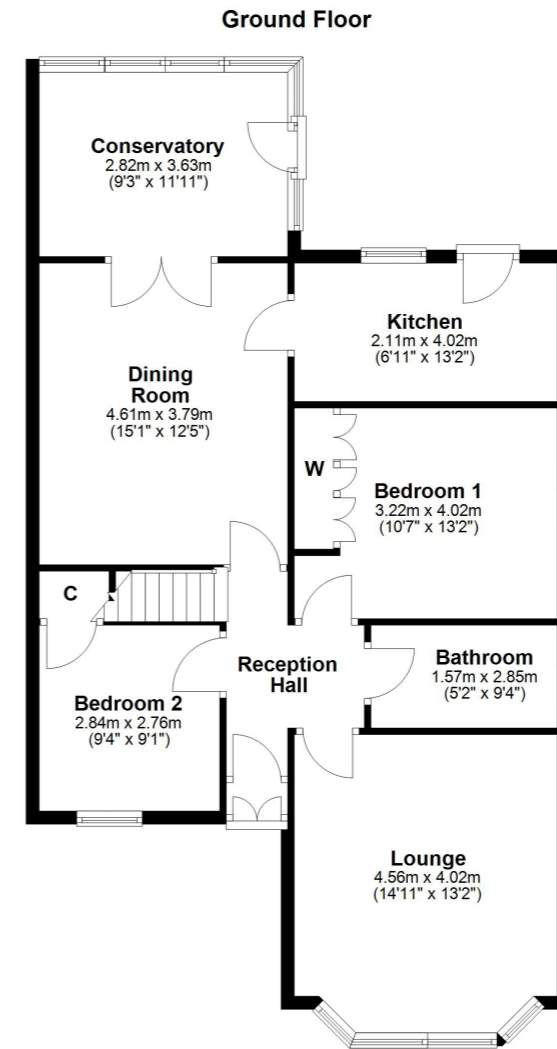 Ground Floor
Conservatory
2.82m x 3.63m
(9'3" x 11'11")
Kitchen
2.11m x 4.02m
(6'11" x 13'2")
Dining
Room
4.61m x 3.79m
(15'1" x 12'5")
W
Bedroom 1
3.22m x 4.02m
(10'7" x 13'2")
C
Reception
Hall
Bathroom
1.57m x 2.85m
(5'2" x 9'4")
Bedroom 2
2.84m x 2.76m
(9'4" x 9'1")
Lounge
4.56m x 4.02m
(14'11" x 13'2")